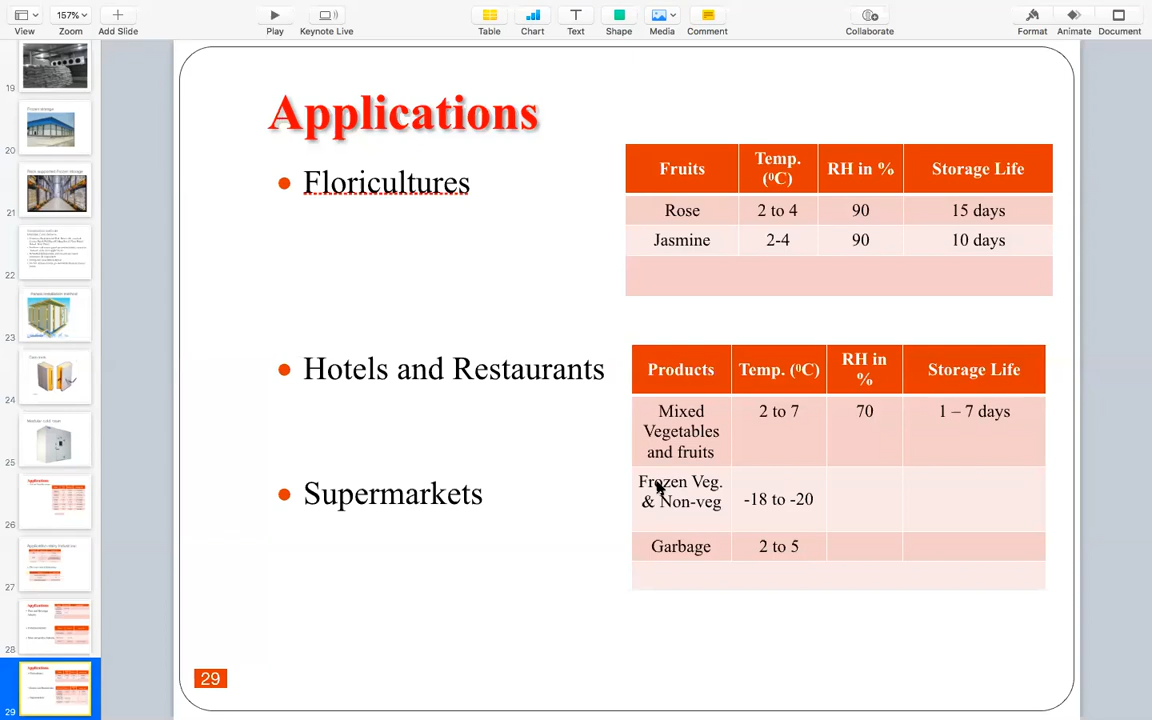 157%
View
Zoom
Add Slide
Play
Keynote Live
Table
Chart
Text
Shape
Media
Comment
Collaborate
Format
Animate
Document
19
20
21
22
23
24
25
26
27
28
29
Applications
• Floricultures
Fruits Temp. (⁰C) RH in % Storage Life
Rose 2 to 4 90 15 days
Jasmine 2-4 90 10 days
• Hotels and Restaurants
Products Temp. (⁰C) RH in % Storage Life
Mixed Vegetables and fruits 2 to 7 70 1 – 7 days
Frozen Veg. & Non-veg -18 to -20
Garbage 2 to 5
• Supermarkets
29